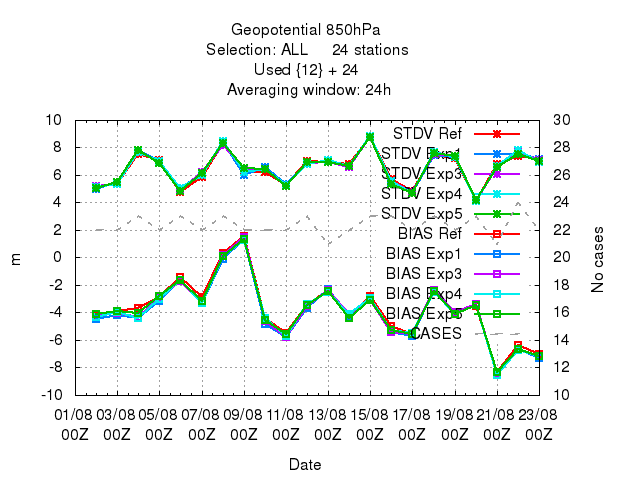 Geopotential 850hPa
Selection: ALL 24 stations
Used {12} + 24
Averaging window: 24h
10 30
8 28
6 26
4 24
2 22
0 20
-2 18
-4 16
-6 14
-8 12
-10 10
m
No cases
STDV Ref
STDV Exp1
STDV Exp3
STDV Exp4
STDV Exp5
BIAS Ref
BIAS Exp1
BIAS Exp3
BIAS Exp4
BIAS Exp5
CASES
01/08 03/08 05/08 07/08 09/08 11/08 13/08 15/08 17/08 19/08 21/08 23/08
00Z 00Z 00Z 00Z 00Z 00Z 00Z 00Z 00Z 00Z 00Z 00Z
Date